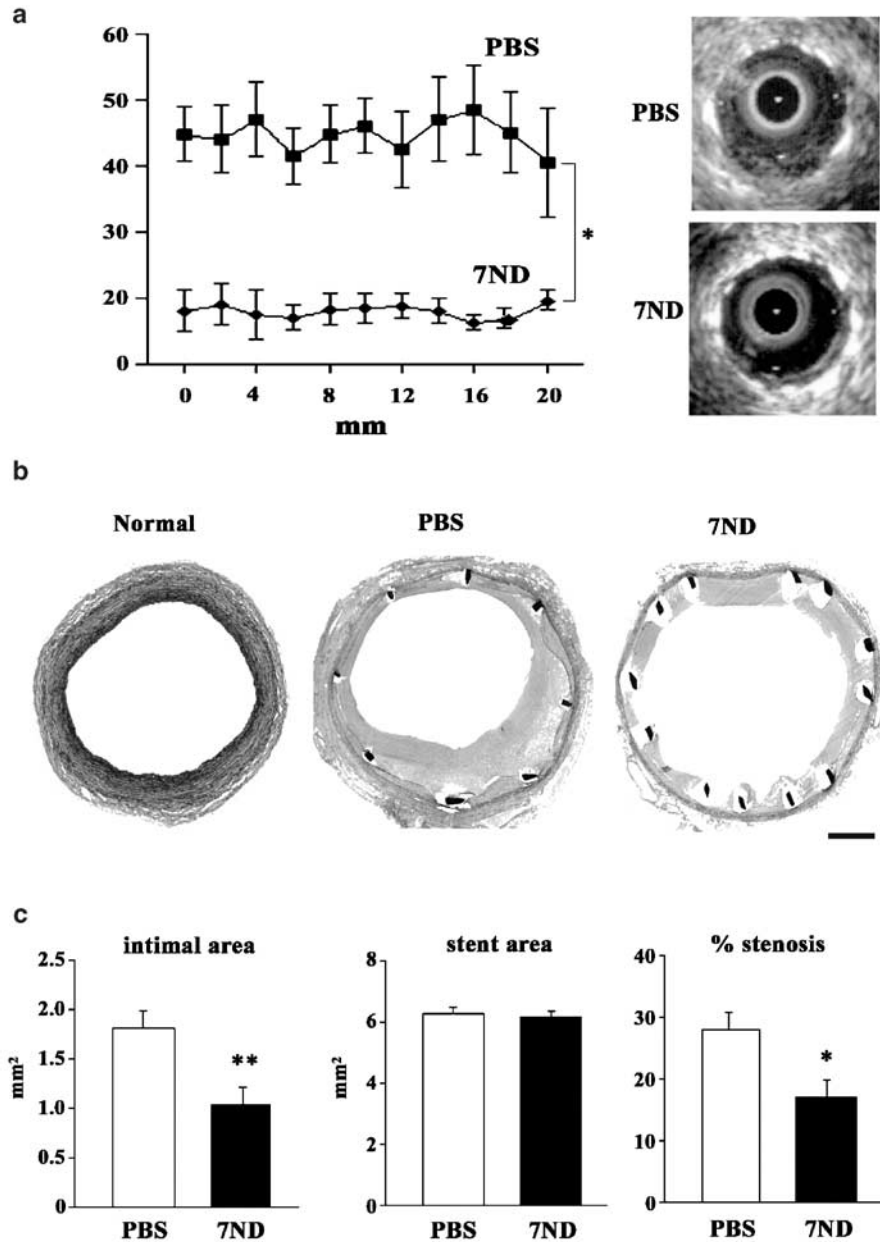 a
60
50
40
30
20
10
0
PBS
7ND
*
0 4 8 12 16 20
mm
PBS
7ND
b
Normal PBS 7ND
c
intimal area
2.5
2.0
1.5
1.0
0.5
0
mm²
**
PBS 7ND
stent area
8
6
4
2
0
mm²
PBS 7ND
% stenosis
40
30
20
10
0
*
PBS 7ND